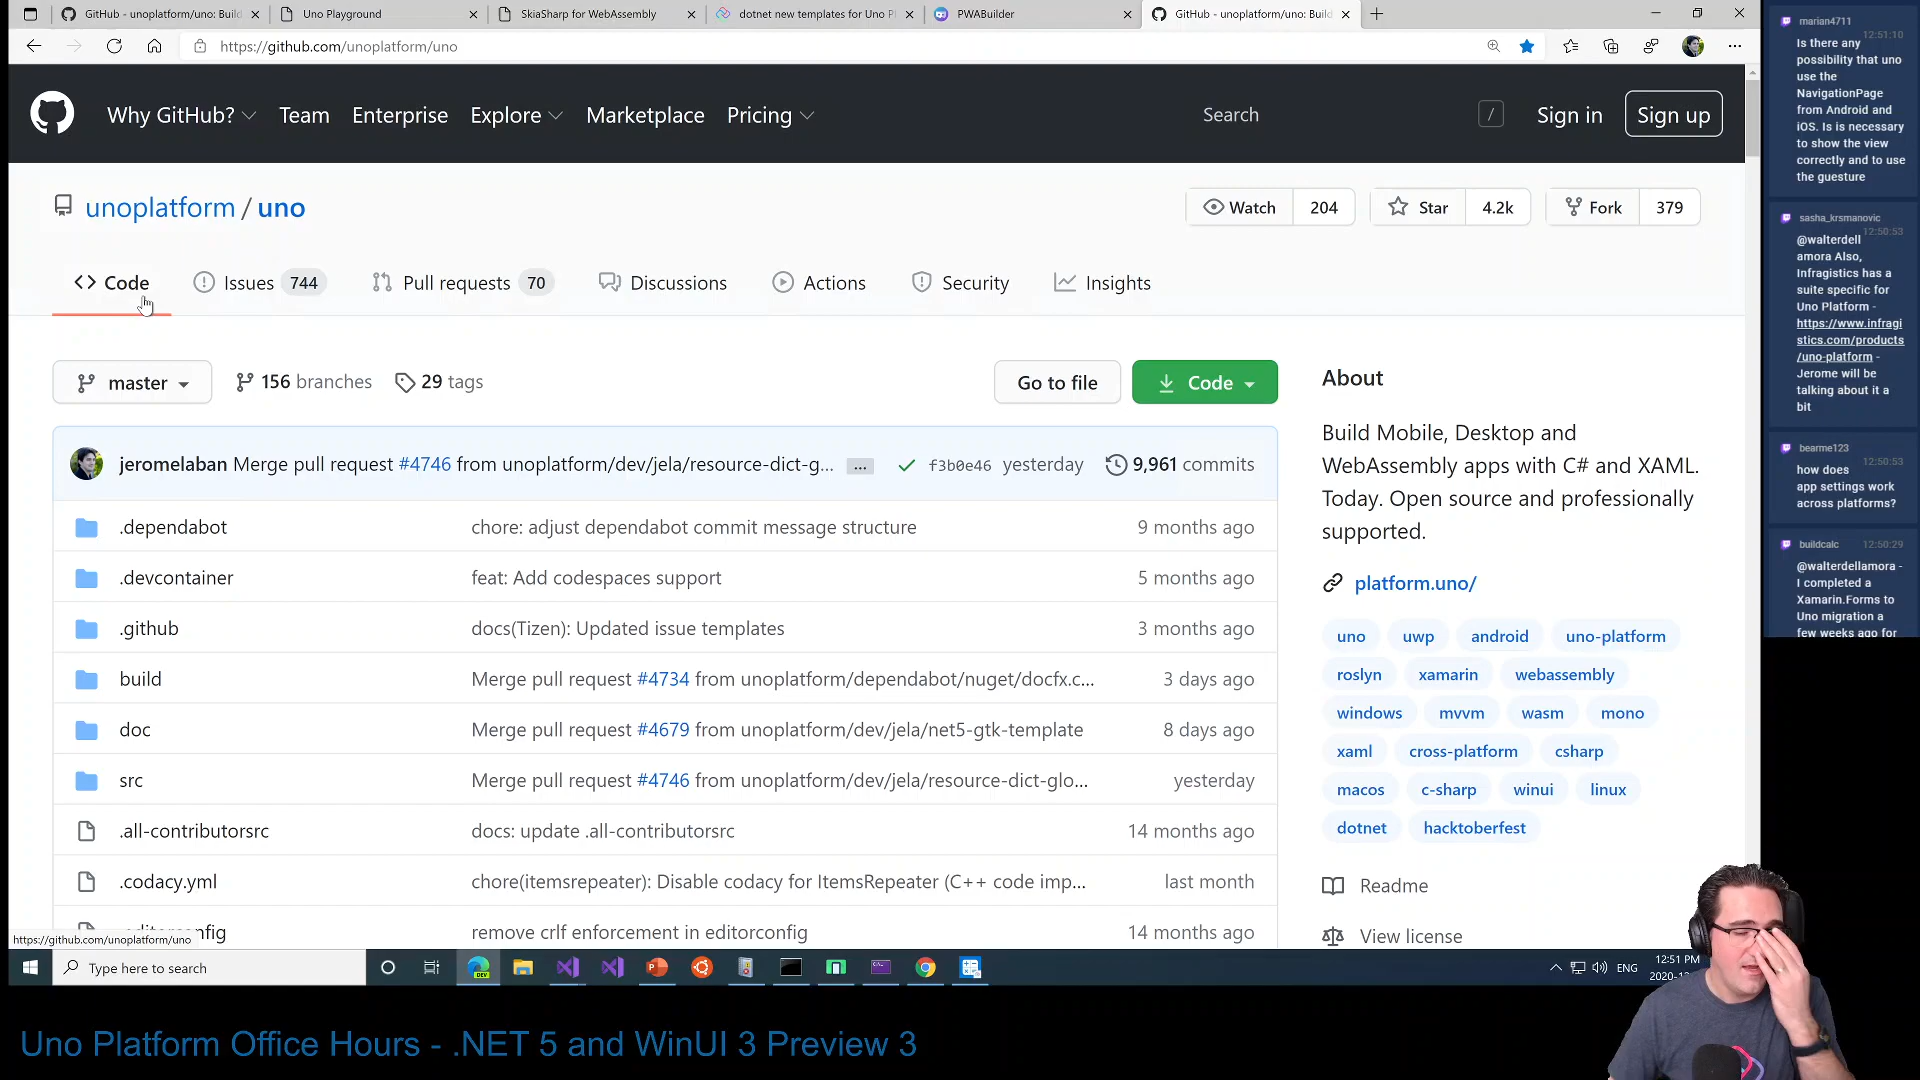 GitHub - unoplatform/uno: Build
Uno Playground
SkiaSharp for WebAssembly
dotnet new templates for Uno Pl
PWABuilder
GitHub - unoplatform/uno: Build
https://github.com/unoplatform/uno
Why GitHub?
Team
Enterprise
Explore
Marketplace
Pricing
Search
/
Sign in
Sign up
unoplatform / uno
Watch 204
Star 4.2k
Fork 379
Code
Issues 744
Pull requests 70
Discussions
Actions
Security
Insights
master
156 branches
29 tags
Go to file
Code
jeromelaban Merge pull request #4746 from unoplatform/dev/jela/resource-dict-g... ... f3b0e46 yesterday 9,961 commits
.dependabot chore: adjust dependabot commit message structure 9 months ago
.devcontainer feat: Add codespaces support 5 months ago
.github docs(Tizen): Updated issue templates 3 months ago
build Merge pull request #4734 from unoplatform/dependabot/nuget/docfx.c... 3 days ago
doc Merge pull request #4679 from unoplatform/dev/jela/net5-gtk-template 8 days ago
src Merge pull request #4746 from unoplatform/dev/jela/resource-dict-glo... yesterday
.all-contributorsrc docs: update .all-contributorsrc 14 months ago
.codacy.yml chore(itemsrepeater): Disable codacy for ItemsRepeater (C++ code imp... last month
.editorconfig remove crlf enforcement in editorconfig 14 months ago
https://github.com/unoplatform/uno
About
Build Mobile, Desktop and
WebAssembly apps with C# and XAML.
Today. Open source and professionally
supported.
platform.uno/
uno uwp android uno-platform
roslyn xamarin webassembly
windows mvvm wasm mono
xaml cross-platform csharp
macos c-sharp winui linux
dotnet hacktoberfest
Readme
View license
marian4711
12:51:10
Is there any
possibility that uno
use the
NavigationPage
from Android and
iOS. Is is necessary
to show the view
correctly and to use
the guesture
sasha_krsmanovic
12:50:53
@walterdell
amora Also,
Infragistics has a
suite specific for
Uno Platform -
https://www.infragi
stics.com/products
/uno-platform -
Jerome will be
talking about it a
bit
bearme123
12:50:53
how does
app settings work
across platforms?
buildcalc 12:50:29
@walterdellamora -
I completed a
Xamarin.Forms to
Uno migration a
few weeks ago for
Type here to search
DEV
ENG
12:51 PM
Uno Platform Office Hours - .NET 5 and WinUI 3 Preview 3